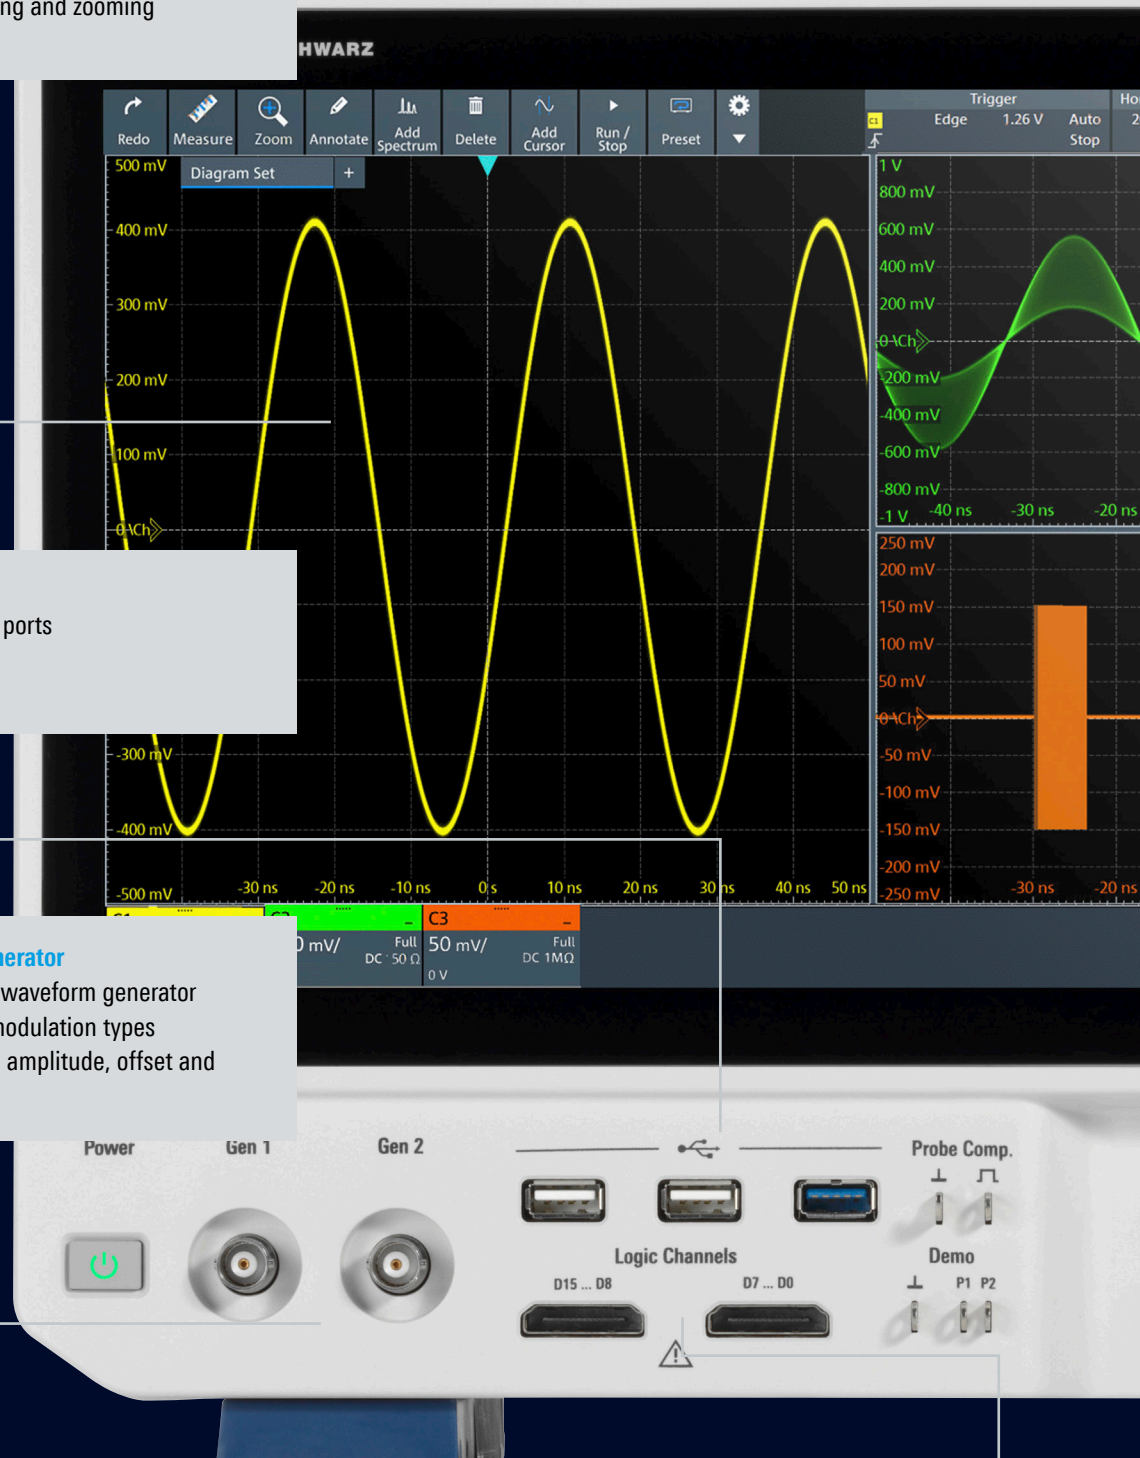 ng and zooming
HWARZ
Redo
Measure
Zoom
Annotate
Add
Spectrum
Delete
Add
Cursor
Run /
Stop
Preset
Trigger
Ho
C1
Edge 1.26 V Auto
Stop
2
500 mV
Diagram Set +
400 mV
300 mV
200 mV
100 mV
-300 mV
-400 mV
-500 mV
-30 ns -20 ns -10 ns 0 s 10 ns 20 ns 30 ns 40 ns 50 ns
1 V
800 mV
600 mV
400 mV
200 mV
-200 mV
-400 mV
-600 mV
-800 mV
-1 V
-40 ns -30 ns -20 ns
250 mV
200 mV
150 mV
100 mV
50 mV
-50 mV
-100 mV
-150 mV
-200 mV
-250 mV
-30 ns -20 ns
ports
C3
0 mV/ Full
DC 50 Ω
50 mV/ Full
DC 1MΩ
0 V
nerator
waveform generator
nodulation types
amplitude, offset and
Power Gen 1 Gen 2
Probe Comp.
Logic Channels
D15 ... D8 D7 ... D0
Demo
P1 P2